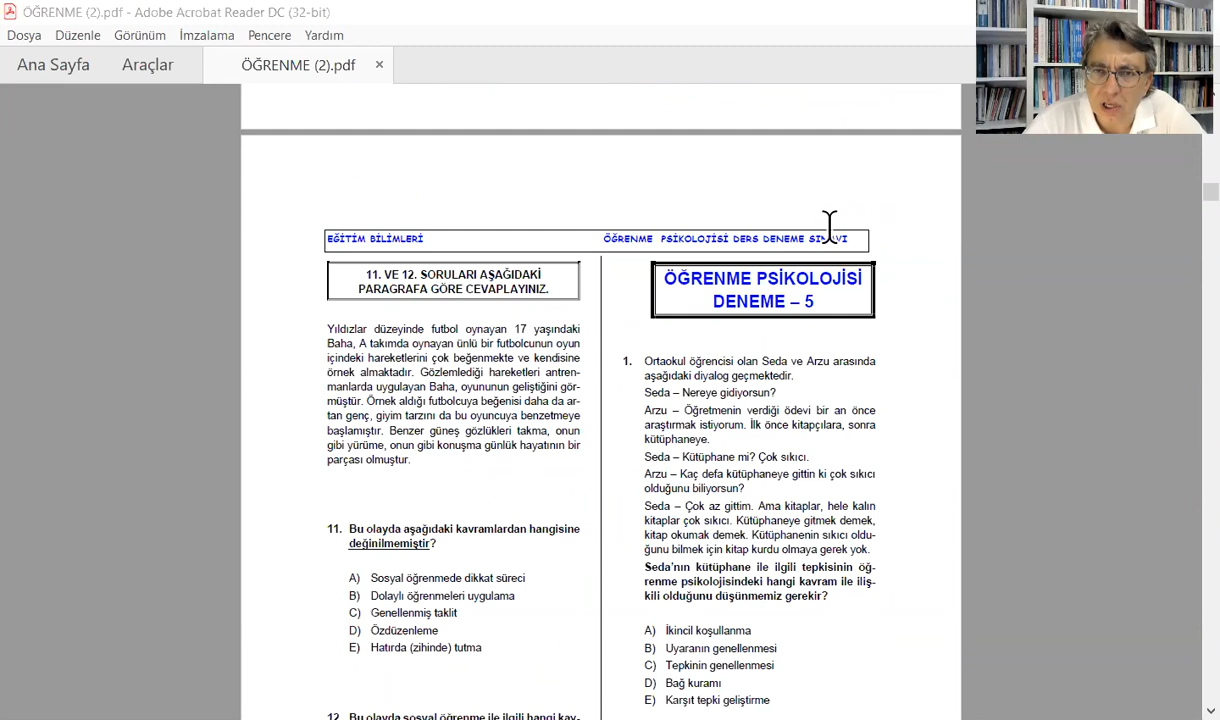 ÖĞRENME (2).pdf - Adobe Acrobat Reader DC (32-bit)
Dosya Düzenle Görünüm İmzalama Pencere Yardım
Ana Sayfa Araçlar ÖĞRENME (2).pdf ×
EĞİTİM BİLİMLERİ ÖĞRENME PSİKOLOJİSİ DERS DENEME SINAVI
11. VE 12. SORULARI AŞAĞIDAKİ
PARAGRAFA GÖRE CEVAPLAYINIZ.
Yıldızlar düzeyinde futbol oynayan 17 yaşındaki
Baha, A takımda oynayan ünlü bir futbolcunun oyun
içindeki hareketlerini çok beğenmekte ve kendisine
örnek almaktadır. Gözlemlediği hareketleri antren-
manlarda uygulayan Baha, oyununun geliştiğini gör-
müştür. Örnek aldığı futbolcuya beğenisi daha da ar-
tan genç, giyim tarzını da bu oyuncuya benzetmeye
başlamıştır. Benzer güneş gözlükleri takma, onun
gibi yürüme, onun gibi konuşma günlük hayatının bir
parçası olmuştur.
11. Bu olayda aşağıdaki kavramlardan hangisine
değinilmemiştir?
A) Sosyal öğrenmede dikkat süreci
B) Dolaylı öğrenmeleri uygulama
C) Genellenmiş taklit
D) Özdüzenleme
E) Hatırda (zihinde) tutma
12. Bu olayda sosyal öğrenme ile ilgili hangi kav-
ÖĞRENME PSİKOLOJİSİ
DENEME – 5
1. Ortaokul öğrencisi olan Seda ve Arzu arasında
aşağıdaki diyalog geçmektedir.
Seda – Nereye gidiyorsun?
Arzu – Öğretmenin verdiği ödevi bir an önce
araştırmak istiyorum. İlk önce kitapçılara, sonra
kütüphaneye.
Seda – Kütüphane mi? Çok sıkıcı.
Arzu – Kaç defa kütüphaneye gittin ki çok sıkıcı
olduğunu biliyorsun?
Seda – Çok az gittim. Ama kitaplar, hele kalın
kitaplar çok sıkıcı. Kütüphaneye gitmek demek,
kitap okumak demek. Kütüphanenin sıkıcı oldu-
ğunu bilmek için kitap kurdu olmaya gerek yok.
Seda'nın kütüphane ile ilgili tepkisinin öğ-
renme psikolojisindeki hangi kavram ile iliş-
kili olduğunu düşünmemiz gerekir?
A) İkincil koşullanma
B) Uyaranın genellenmesi
C) Tepkinin genellenmesi
D) Bağ kuramı
E) Karşıt tepki geliştirme